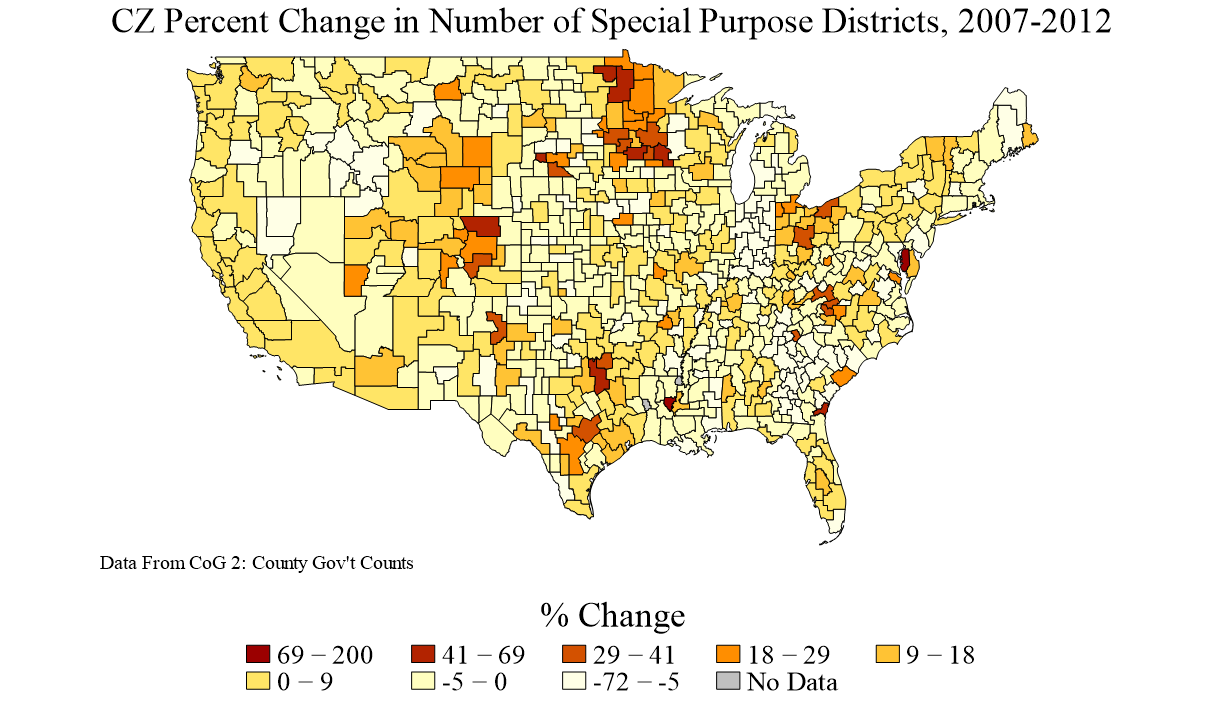 CZ Percent Change in Number of Special Purpose Districts, 2007-2012
Data From CoG 2: County Gov't Counts
% Change
69 − 200 41 − 69 29 − 41 18 − 29 9 − 18
0 − 9 -5 − 0 -72 − -5 No Data